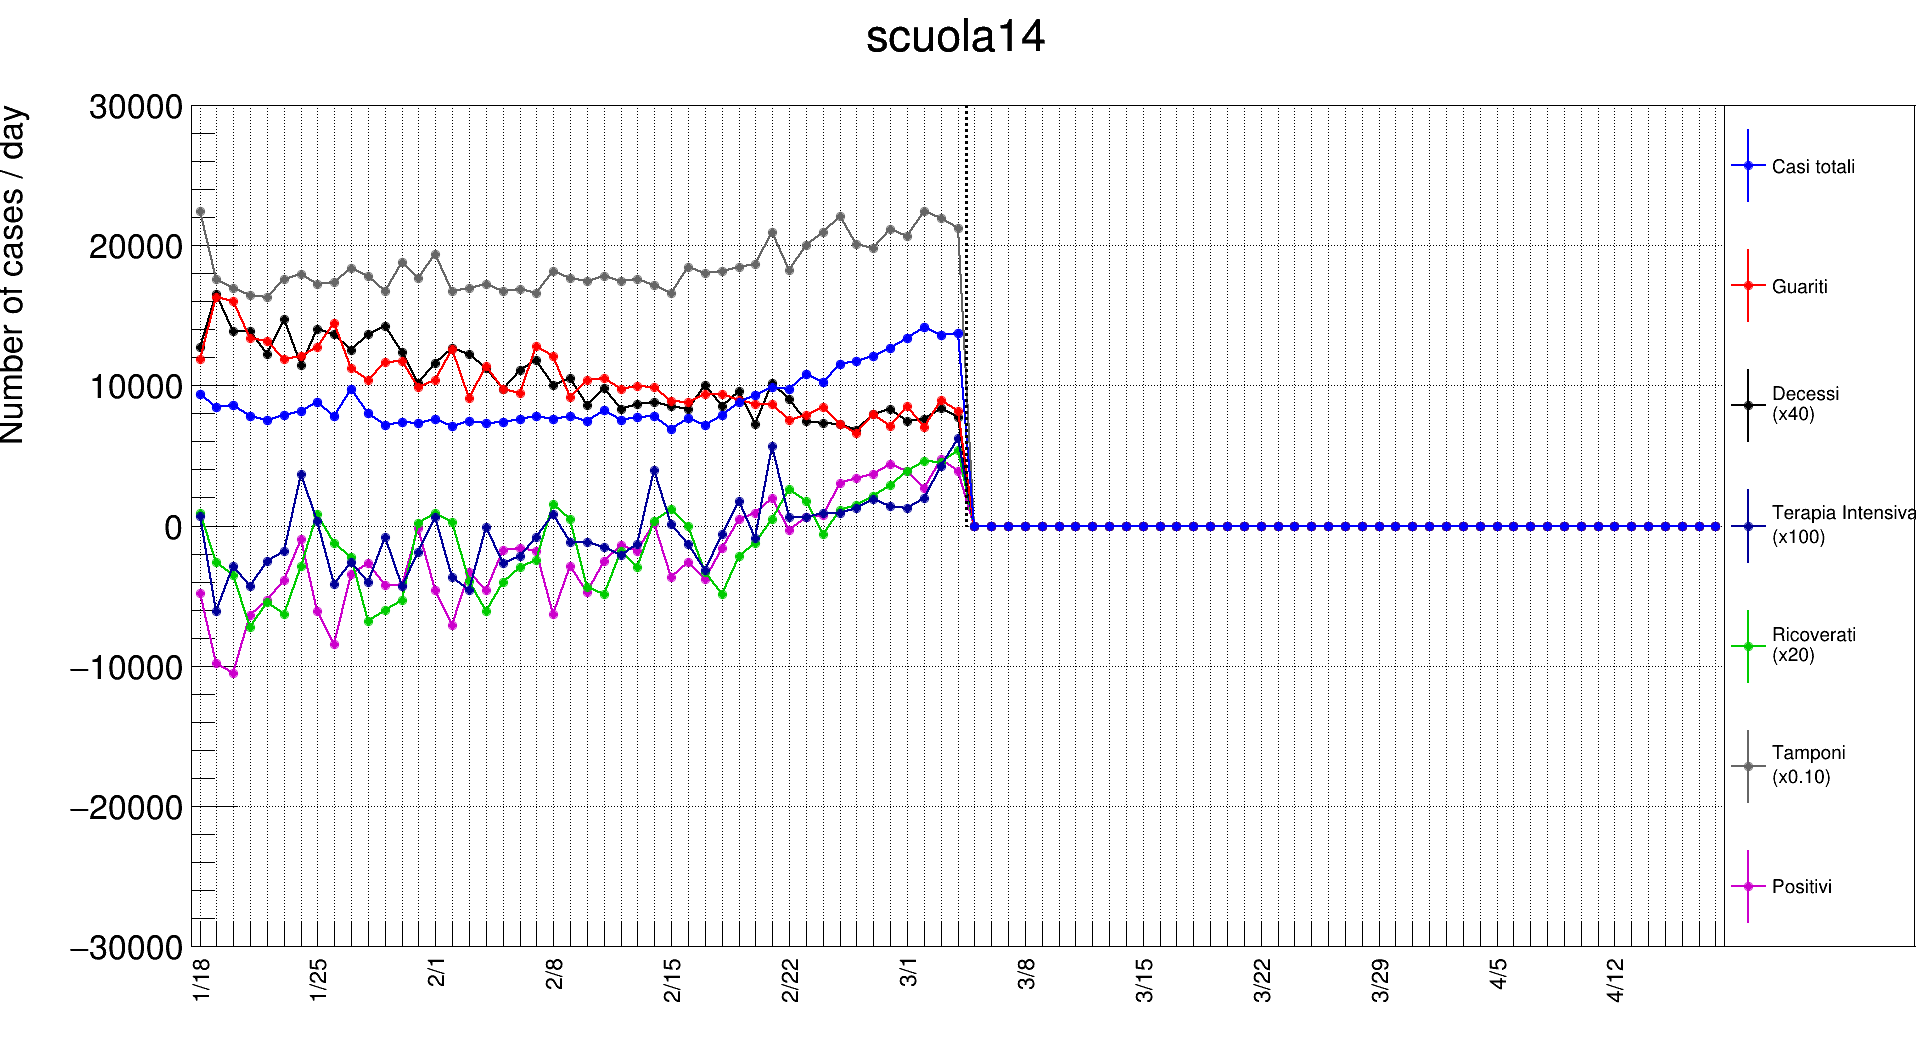 scuola14
Number of cases / day
30000
20000
10000
0
−10000
−20000
−30000
1/18
1/25
2/1
2/8
2/15
2/22
3/1
3/8
3/15
3/22
3/29
4/5
4/12
Casi totali
Guariti
Decessi
(x40)
Terapia Intensiva
(x100)
Ricoverati
(x20)
Tamponi
(x0.10)
Positivi